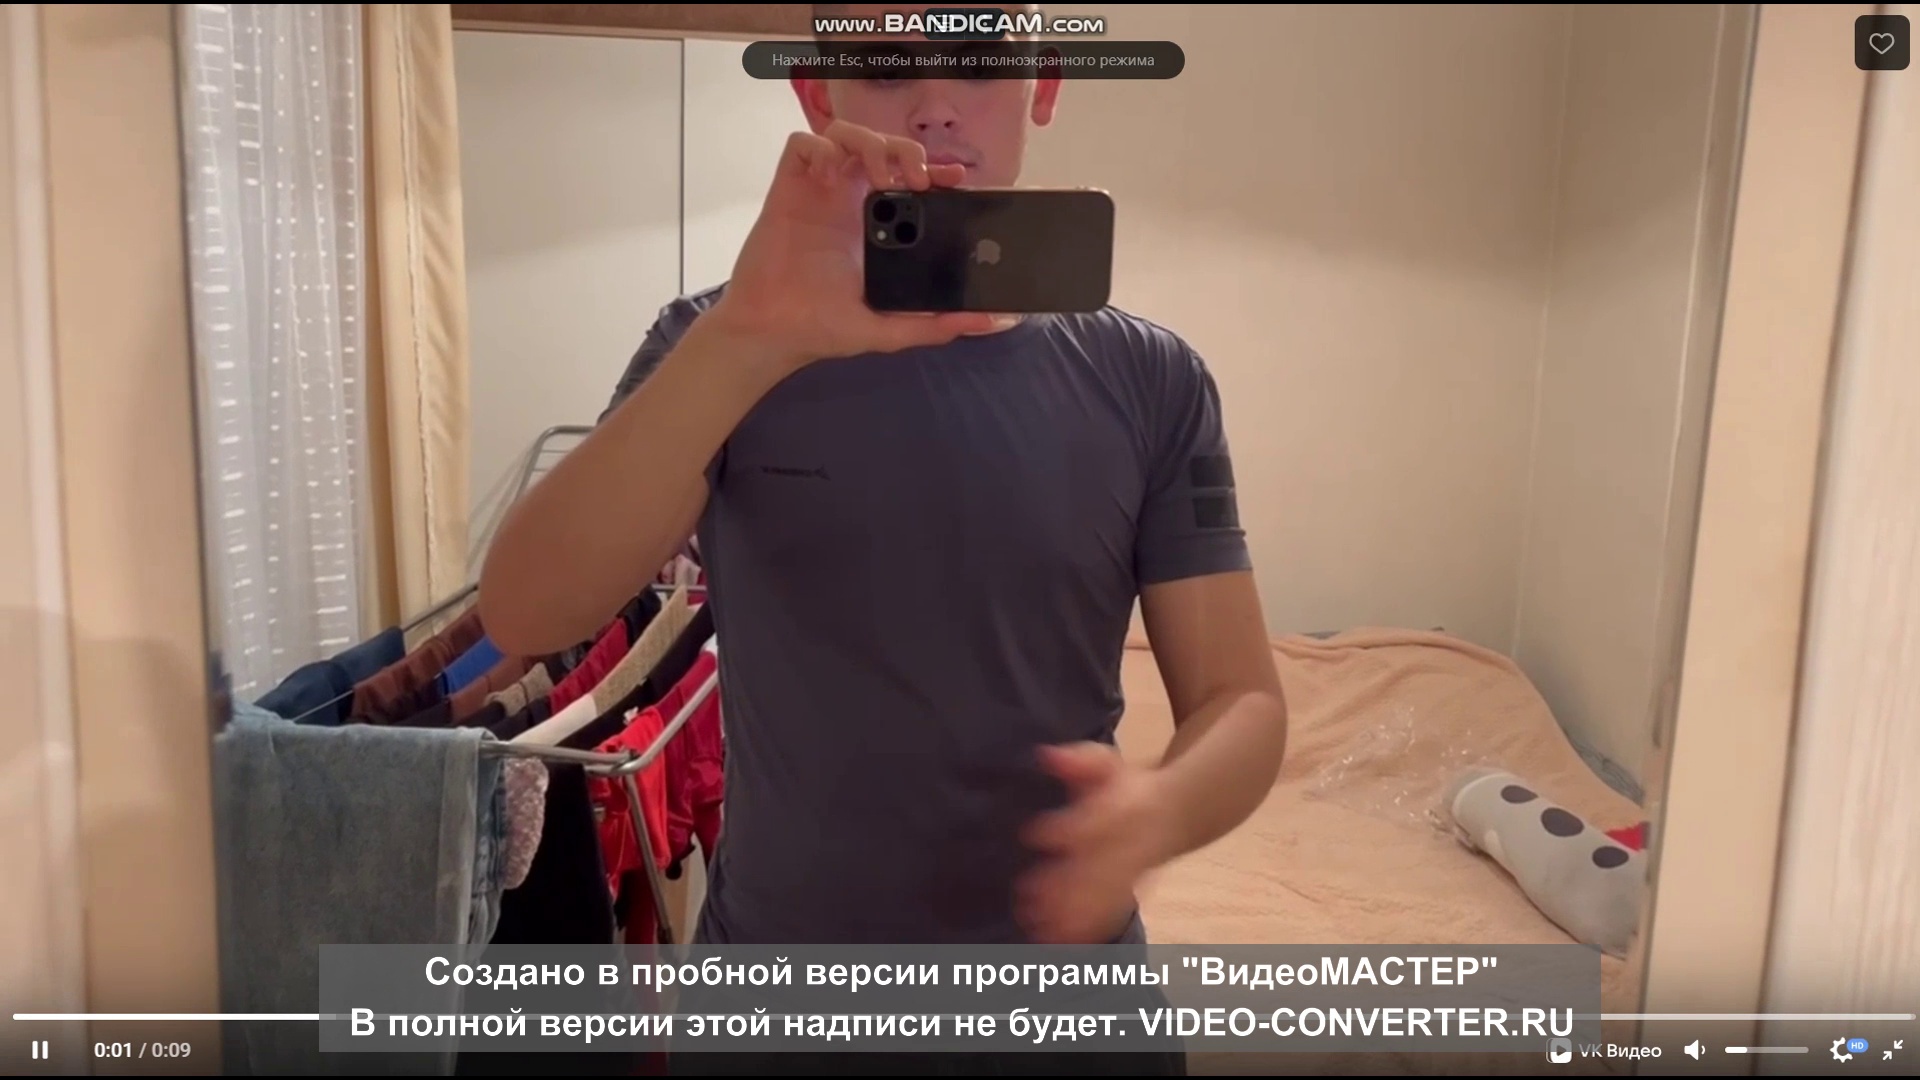 www.BANDICAM.com
Нажмите Esc, чтобы выйти из полноэкранного режима
Создано в пробной версии программы "ВидеоМАСТЕР"
В полной версии этой надписи не будет. VIDEO-CONVERTER.RU
0:01 / 0:09
VK Видео
HD